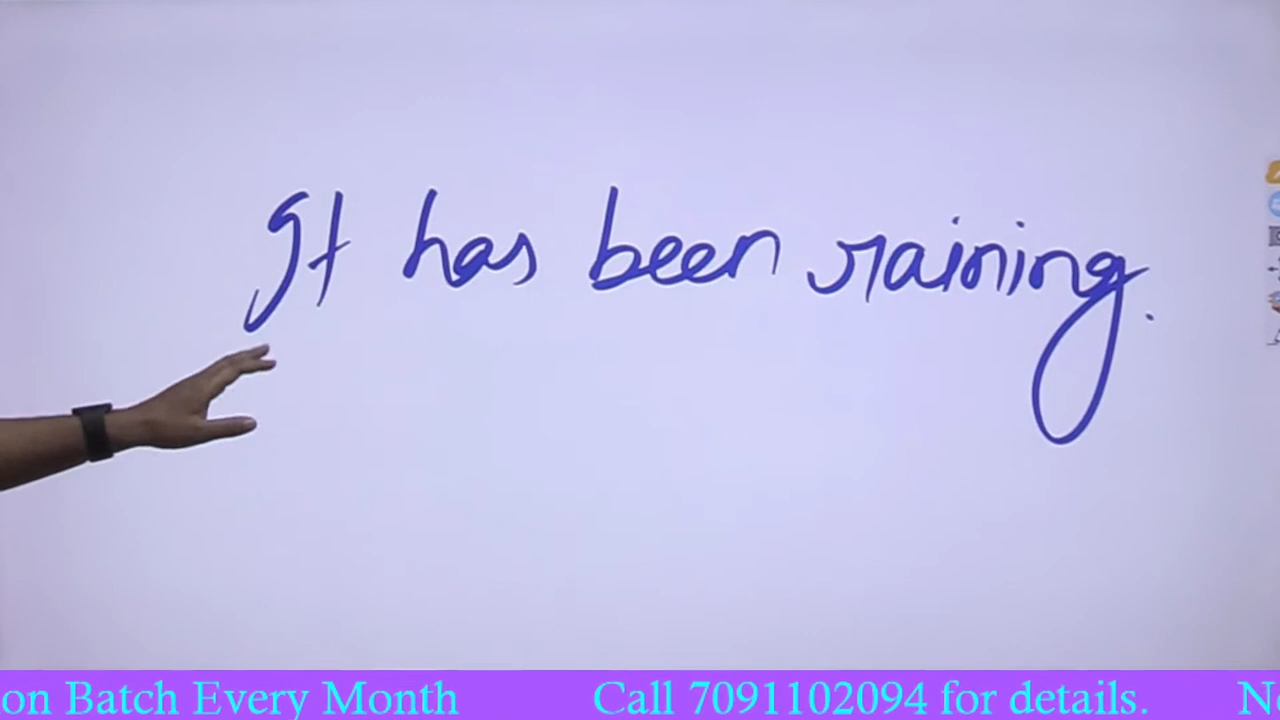 It has been raining.
on Batch Every Month Call 7091102094 for details.